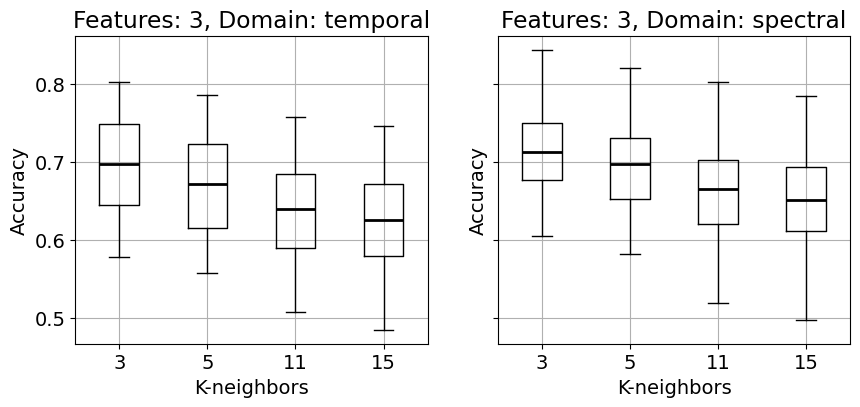 Features: 3, Domain: temporal
Accuracy
0.8
0.7
0.6
0.5
3 5 11 15
K-neighbors
Features: 3, Domain: spectral
Accuracy
3 5 11 15
K-neighbors